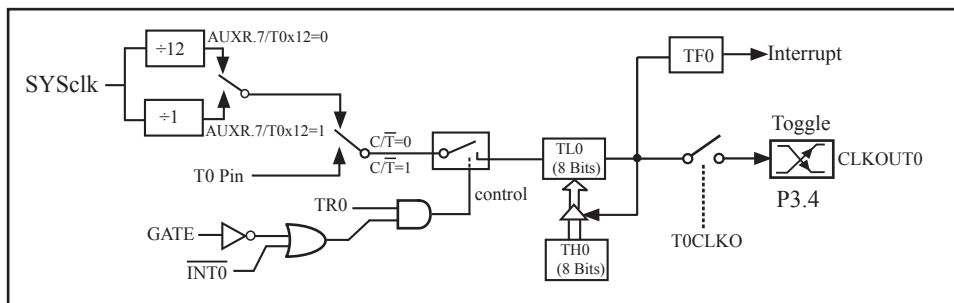 AUXR.7/T0x12=0
÷12
SYSclk
÷1
AUXR.7/T0x12=1
T0 Pin
C/T̅=0
C/T̅=1
TR0
control
GATE
I̅N̅T̅0̅
TL0
(8 Bits)
TH0
(8 Bits)
TF0
Interrupt
Toggle
CLKOUT0
P3.4
T0CLKO